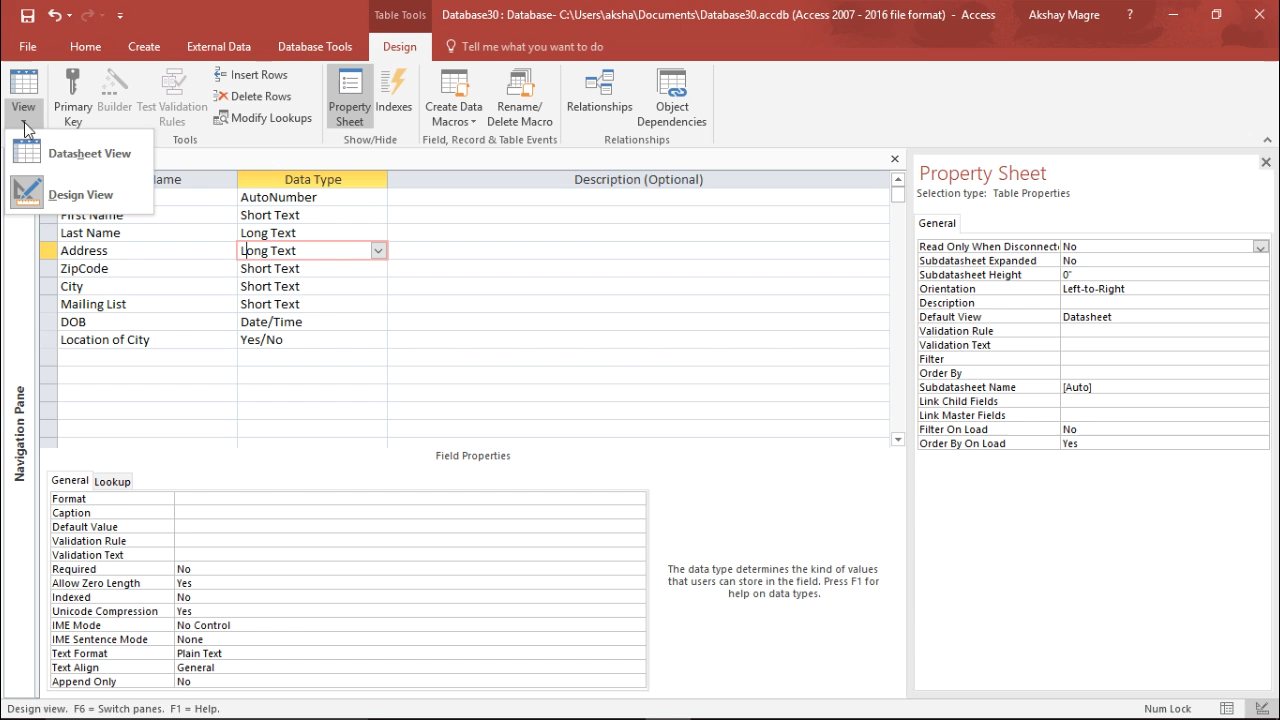 Table Tools Database30 : Database- C:\Users\aksha\Documents\Database30.accdb (Access 2007 - 2016 file format) - Access Akshay Magre ?
File Home Create External Data Database Tools Design Tell me what you want to do
View Primary Key Builder Test Validation Rules Insert Rows Delete Rows Modify Lookups Property Sheet Indexes Create Data Macros Rename/ Delete Macro Relationships Object Dependencies
Tools Show/Hide Field, Record & Table Events Relationships
Datasheet View
Design View
ame Data Type Description (Optional)
AutoNumber
First Name Short Text
Last Name Long Text
Address Long Text
ZipCode Short Text
City Short Text
Mailing List Short Text
DOB Date/Time
Location of City Yes/No
Navigation Pane
Field Properties
General Lookup
Format
Caption
Default Value
Validation Rule
Validation Text
Required No
Allow Zero Length Yes
Indexed No
Unicode Compression Yes
IME Mode No Control
IME Sentence Mode None
Text Format Plain Text
Text Align General
Append Only No
The data type determines the kind of values
that users can store in the field. Press F1 for
help on data types.
Property Sheet
Selection type: Table Properties
General
Read Only When Disconnecte No
Subdatasheet Expanded No
Subdatasheet Height 0"
Orientation Left-to-Right
Description
Default View Datasheet
Validation Rule
Validation Text
Filter
Order By
Subdatasheet Name [Auto]
Link Child Fields
Link Master Fields
Filter On Load No
Order By On Load Yes
Design view. F6 = Switch panes. F1 = Help. Num Lock